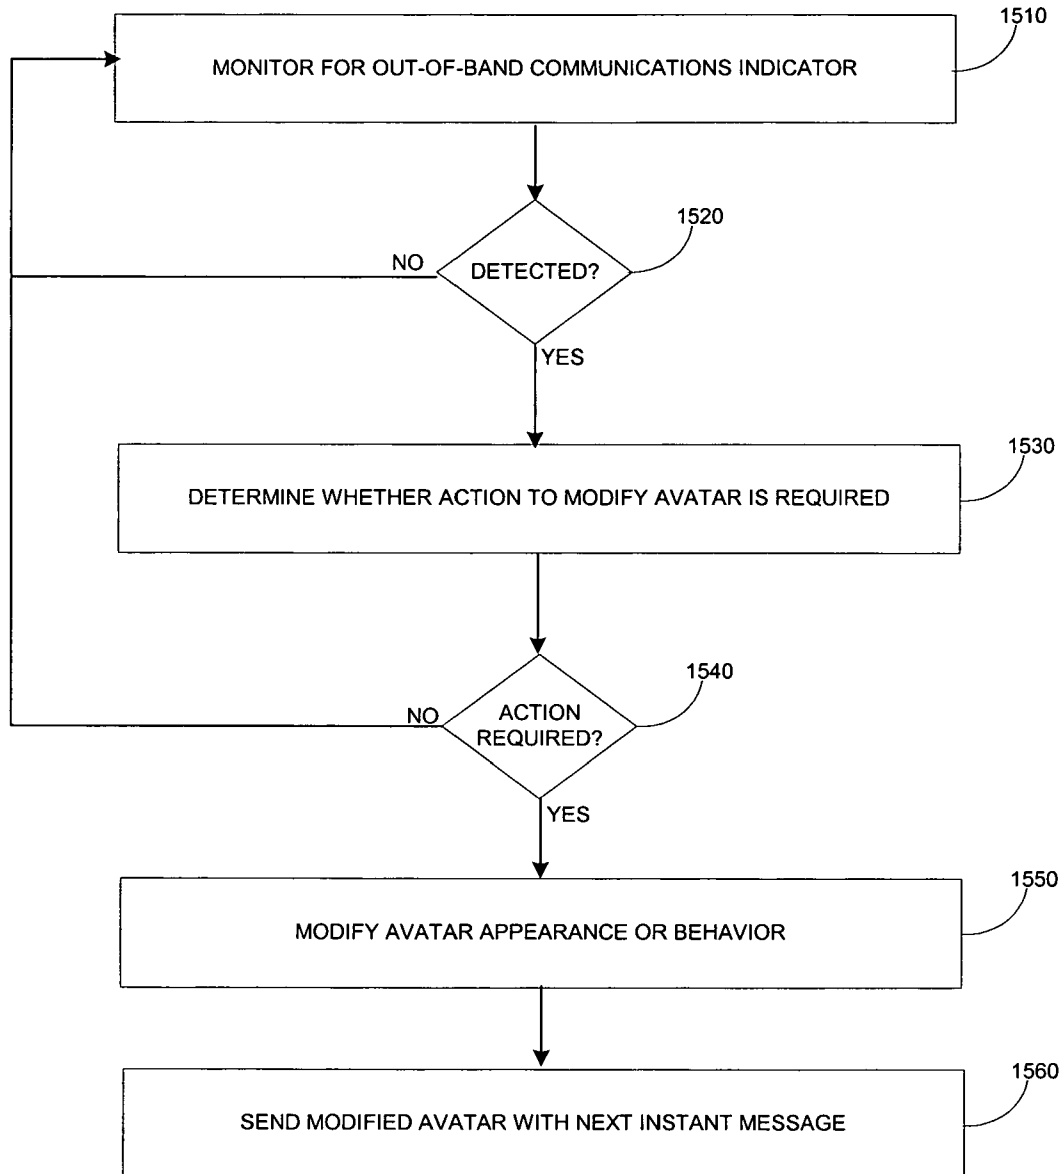 1510
MONITOR FOR OUT-OF-BAND COMMUNICATIONS INDICATOR
1520
NO
DETECTED?
YES
1530
DETERMINE WHETHER ACTION TO MODIFY AVATAR IS REQUIRED
1540
NO
ACTION
REQUIRED?
YES
1550
MODIFY AVATAR APPEARANCE OR BEHAVIOR
1560
SEND MODIFIED AVATAR WITH NEXT INSTANT MESSAGE